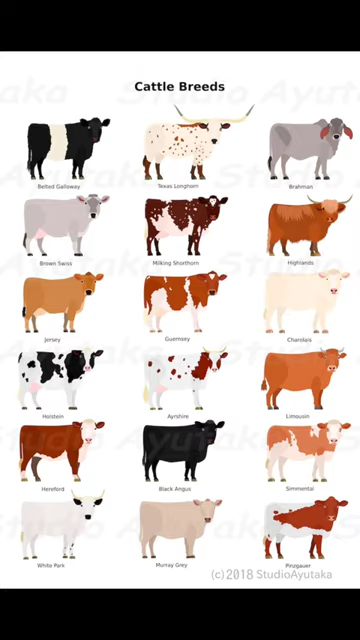 Cattle Breeds
Belted Galloway
Texas Longhorn
Brahman
Brown Swiss
Milking Shorthorn
Highlands
Jersey
Guernsey
Charolais
Holstein
Ayrshire
Limousin
Hereford
Black Angus
Simmental
White Park
Murray Grey
Pinzgauer
(c)2018 StudioAyutaka